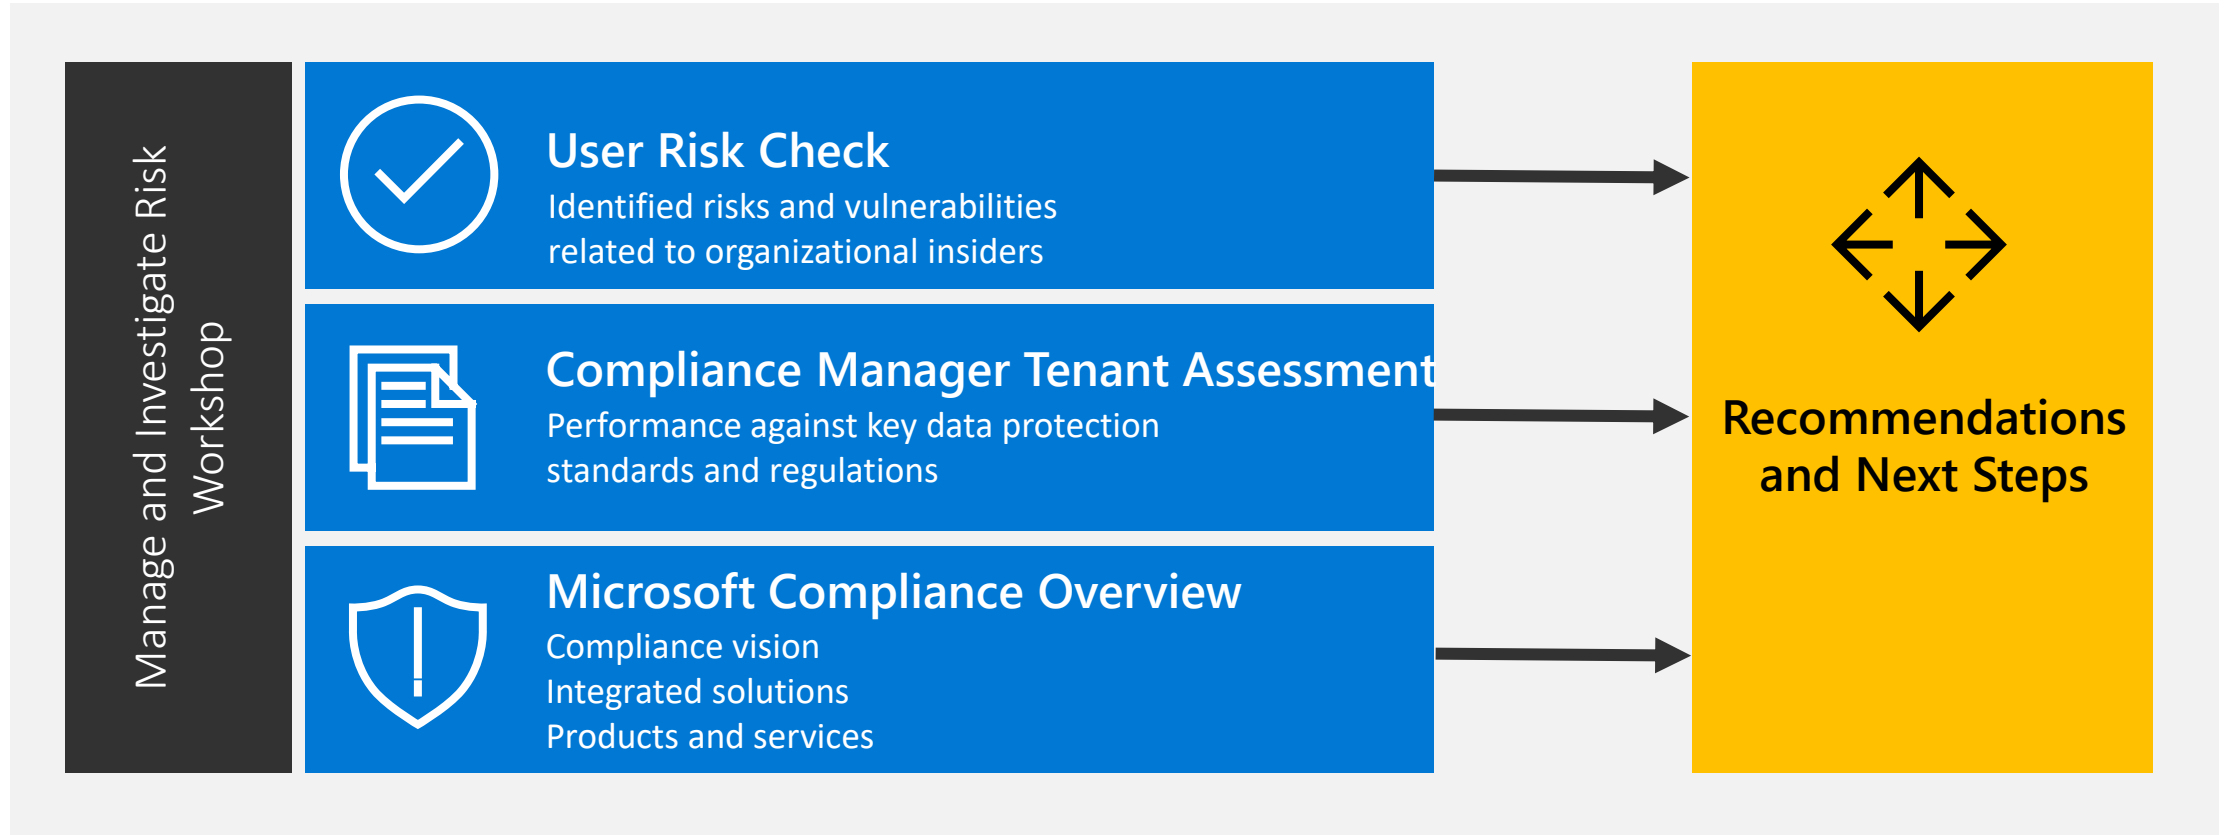 Manage and Investigate Risk
Workshop
User Risk Check
Identified risks and vulnerabilities
related to organizational insiders
Compliance Manager Tenant Assessment
Performance against key data protection
standards and regulations
Microsoft Compliance Overview
Compliance vision
Integrated solutions
Products and services
Recommendations
and Next Steps